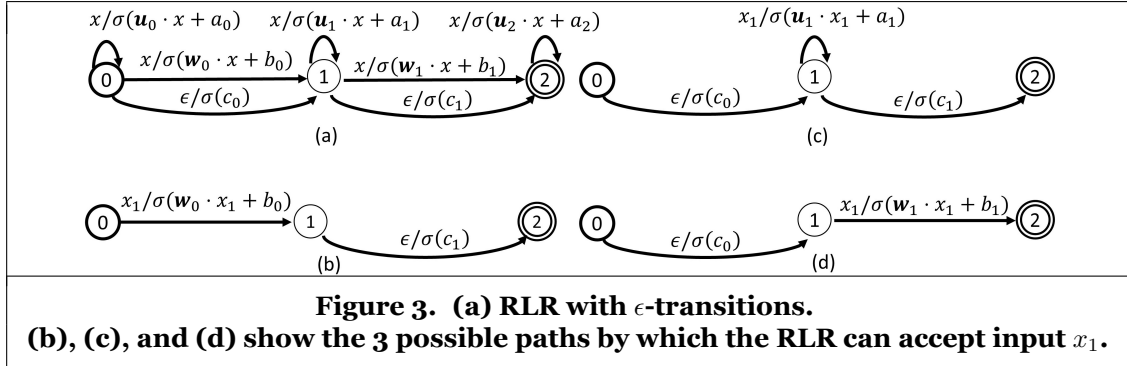 x/σ(u₀ · x + a₀) x/σ(u₁ · x + a₁) x/σ(u₂ · x + a₂) x₁/σ(u₁ · x₁ + a₁)
0 x/σ(w₀ · x + b₀) 1 x/σ(w₁ · x + b₁) 2 0 1 2
ϵ/σ(c₀) ϵ/σ(c₁) ϵ/σ(c₀) ϵ/σ(c₁)
(a) (c)
x₁/σ(w₀ · x₁ + b₀) x₁/σ(w₁ · x₁ + b₁)
0 1 2 0 1 2
ϵ/σ(c₁) ϵ/σ(c₀)
(b) (d)
Figure 3. (a) RLR with ϵ-transitions.
(b), (c), and (d) show the 3 possible paths by which the RLR can accept input x₁.